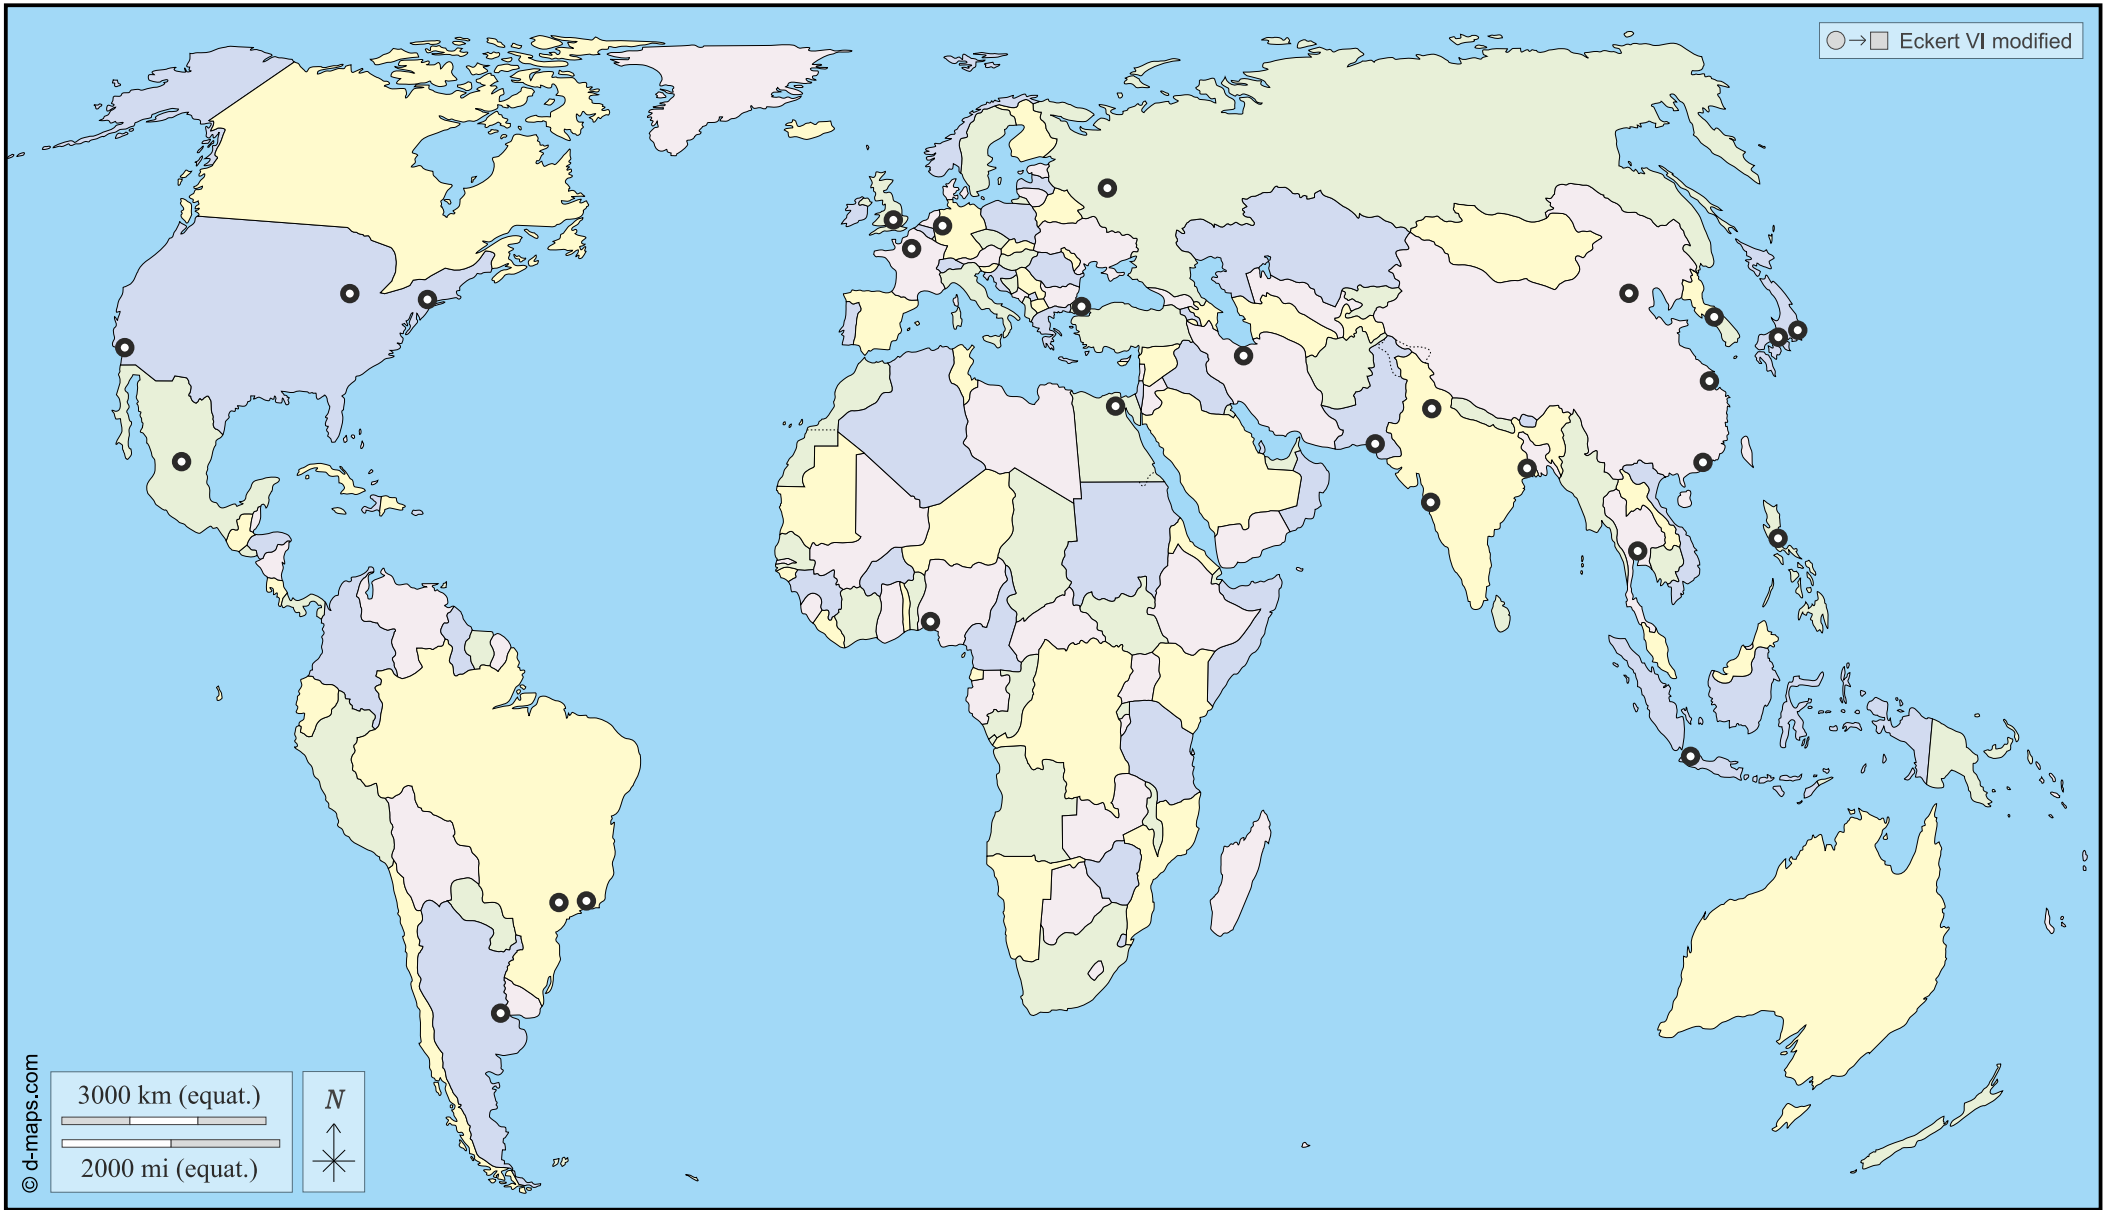 ○→□ Eckert VI modified
© d-maps.com
3000 km (equat.)
2000 mi (equat.)
N